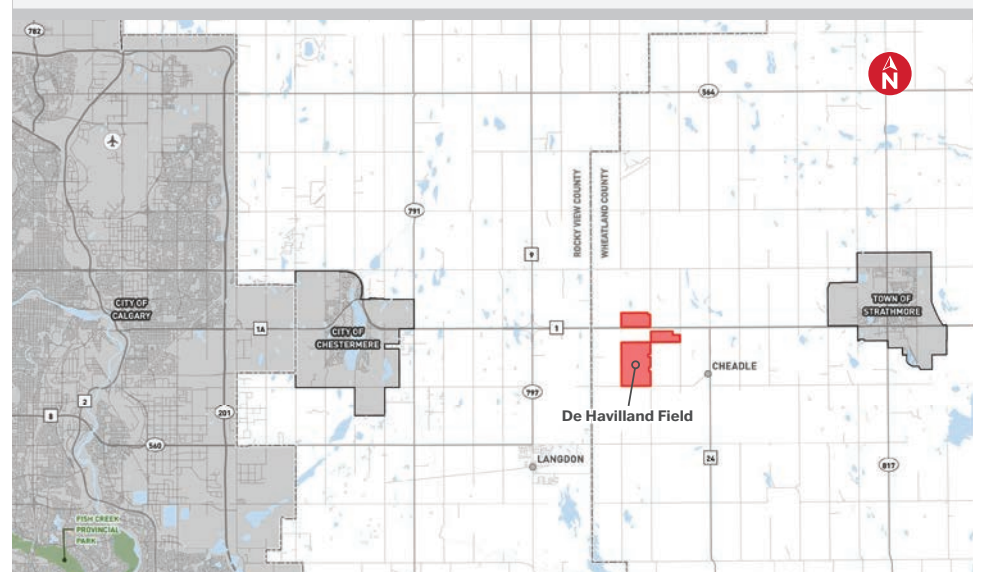 782
N
564
791
ROCKY VIEW COUNTY
WHEATLAND COUNTY
9
CITY OF
CALGARY
1A
CITY OF
CHESTERMERE
1
TOWN OF
STRATHMORE
CHEADLE
797
De Havilland Field
8
2
201
560
LANGDON
24
817
FISH CREEK
PROVINCIAL
PARK